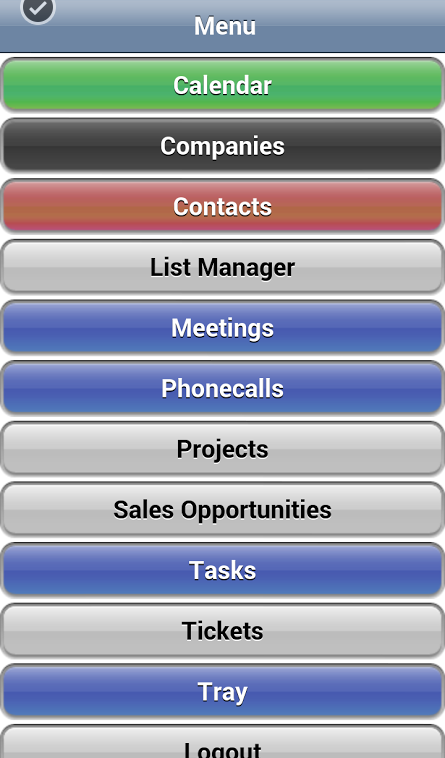 Menu
Calendar
Companies
Contacts
List Manager
Meetings
Phonecalls
Projects
Sales Opportunities
Tasks
Tickets
Tray
Logout